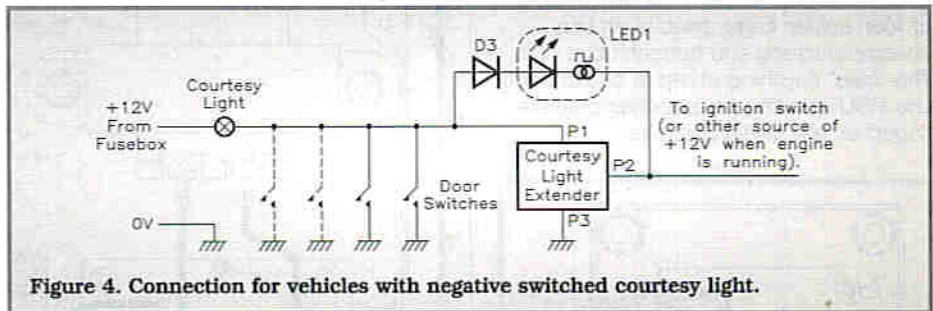 D3
LED1
Courtesy
Light
+12V
From
Fusebox
To ignition switch
(or other source of
+12V when engine
is running).
P1
Courtesy
Light
Extender
P2
P3
Door
Switches
0V
Figure 4. Connection for vehicles with negative switched courtesy light.